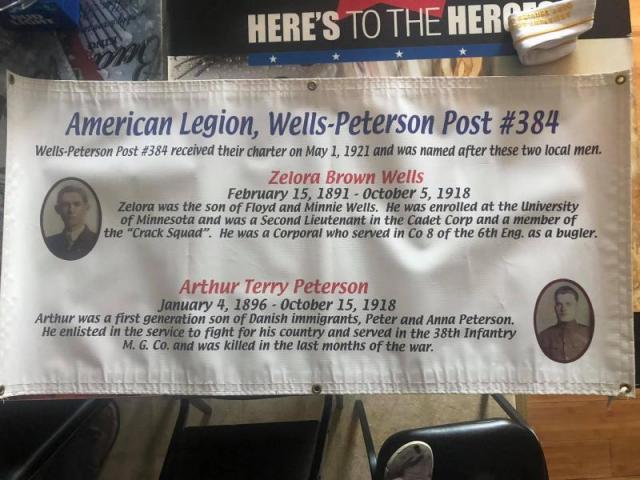 HERE'S TO THE HEROES
American Legion, Wells-Peterson Post #384
Wells-Peterson Post #384 received their charter on May 1, 1921 and was named after these two local men.
Zelora Brown Wells
February 15, 1891 - October 5, 1918
Zelora was the son of Floyd and Minnie Wells. He was enrolled at the University
of Minnesota and was a Second Lieutenant in the Cadet Corp and a member of
the "Crack Squad". He was a Corporal who served in Co 8 of the 6th Eng. as a bugler.
Arthur Terry Peterson
January 4, 1896 - October 15, 1918
Arthur was a first generation son of Danish immigrants, Peter and Anna Peterson.
He enlisted in the service to fight for his country and served in the 38th Infantry
M. G. Co. and was killed in the last months of the war.